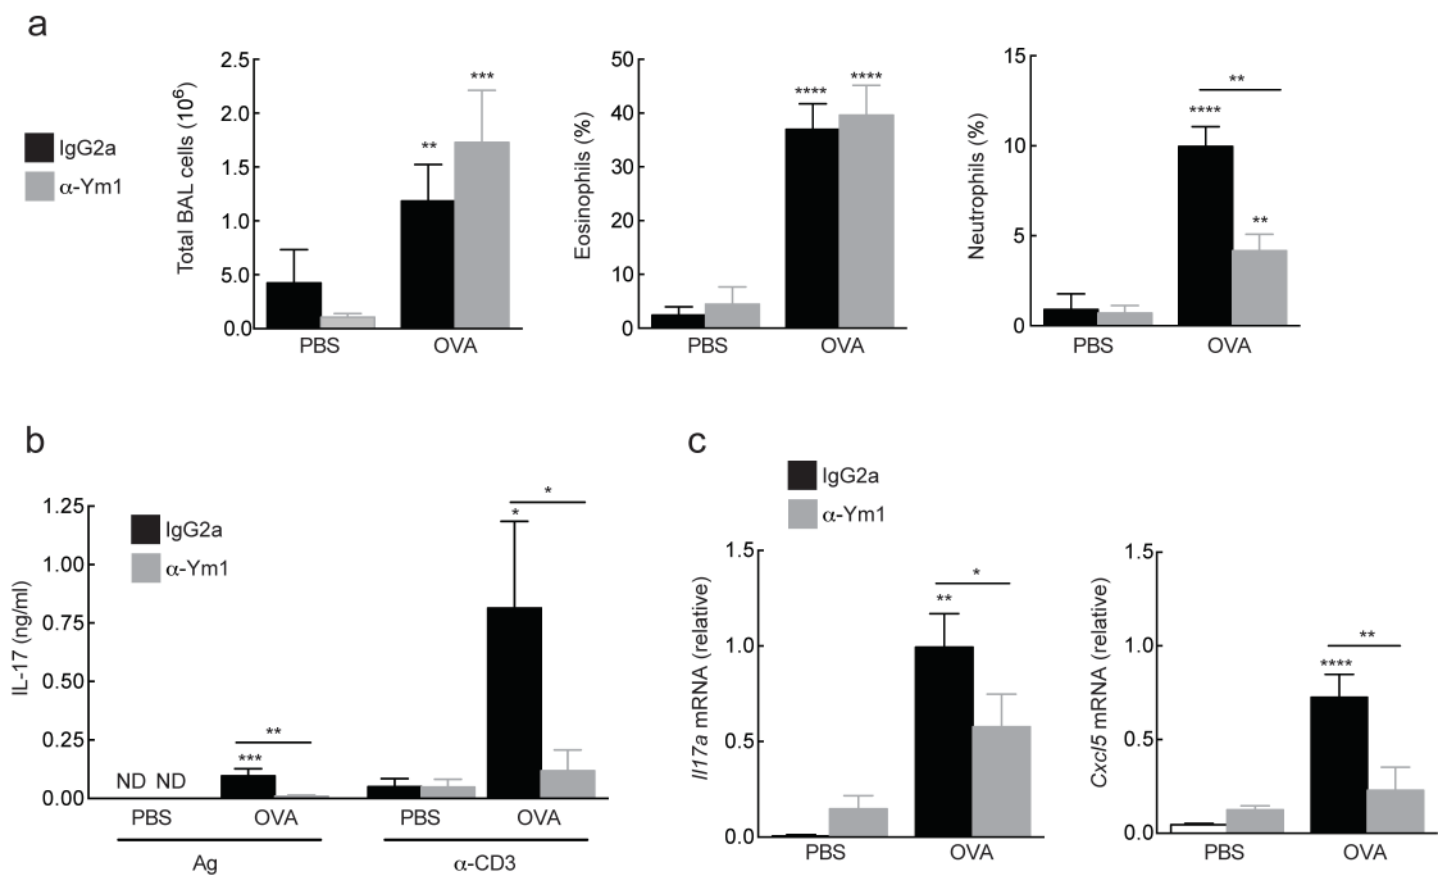 a
IgG2a
α-Ym1
Total BAL cells (10⁶)
2.5
2.0
1.5
1.0
5.0
0.0
**
***
PBS OVA
Eosinophils (%)
50
40
30
20
10
0
**** ****
PBS OVA
Neutrophils (%)
15
10
5
0
**
****
**
PBS OVA
b
IgG2a
α-Ym1
IL-17 (ng/ml)
1.25
1.00
0.75
0.50
0.25
0.00
ND ND
**
***
*
*
PBS OVA PBS OVA
Ag α-CD3
c
IgG2a
α-Ym1
Il17a mRNA (relative)
1.5
1.0
0.5
0.0
*
**
PBS OVA
Cxcl5 mRNA (relative)
1.5
1.0
0.5
0.0
**
****
PBS OVA